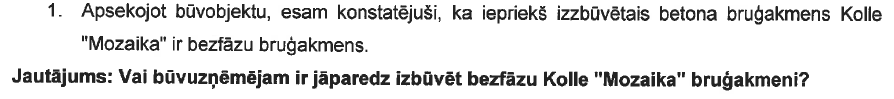 1. Apsekojot būvobjektu, esam konstatējuši, ka iepriekš izzbūvētais betona bruģakmens Kolle
"Mozaika" ir bezfāzu bruģakmens.
Jautājums: Vai būvuzņēmējam ir jāparedz izbūvēt bezfāzu Kolle "Mozaika" bruģakmeni?